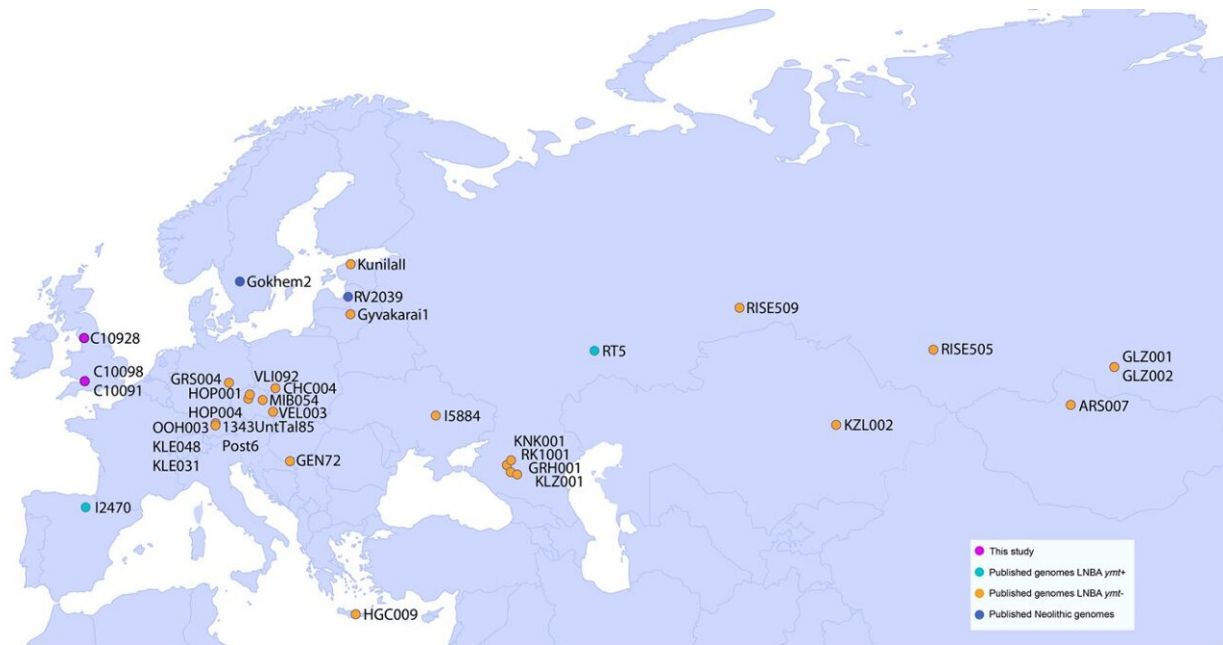 KunilaII
Gokhem2
RV2039
Gyvakarai1
RISE509
C10928
RT5
RISE505
GLZ001
GLZ002
C10098
C10091
GRS004
VLI092
HOP001
CHC004
MIB054
ARS007
HOP004
VEL003
I5884
OOH003
1343UntTal85
KZL002
KLE048
Post6
KNK001
RK1001
KLE031
GEN72
GRH001
KLZ001
I2470
This study
Published genomes LNBA ymt+
Published genomes LNBA ymt-
Published Neolithic genomes
HGC009